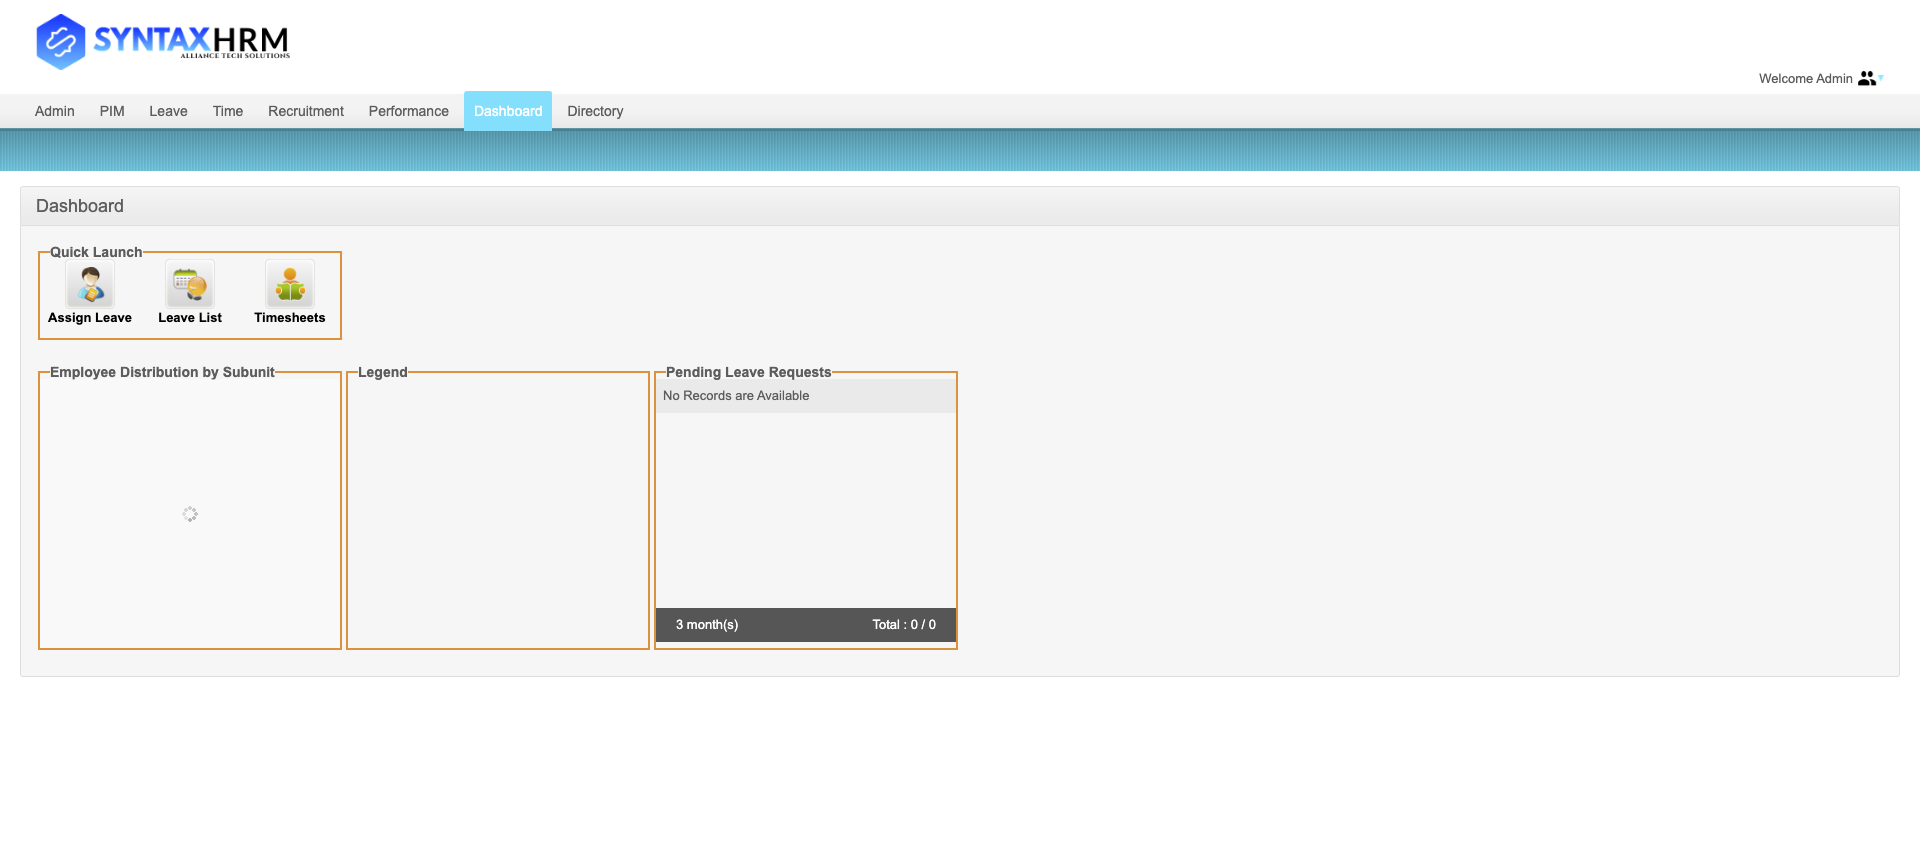 SYNTAXHRM
ALLIANCE TECH SOLUTIONS
Welcome Admin
Admin PIM Leave Time Recruitment Performance Dashboard Directory
Dashboard
Quick Launch
Assign Leave Leave List Timesheets
Employee Distribution by Subunit Legend Pending Leave Requests
No Records are Available
3 month(s) Total : 0 / 0